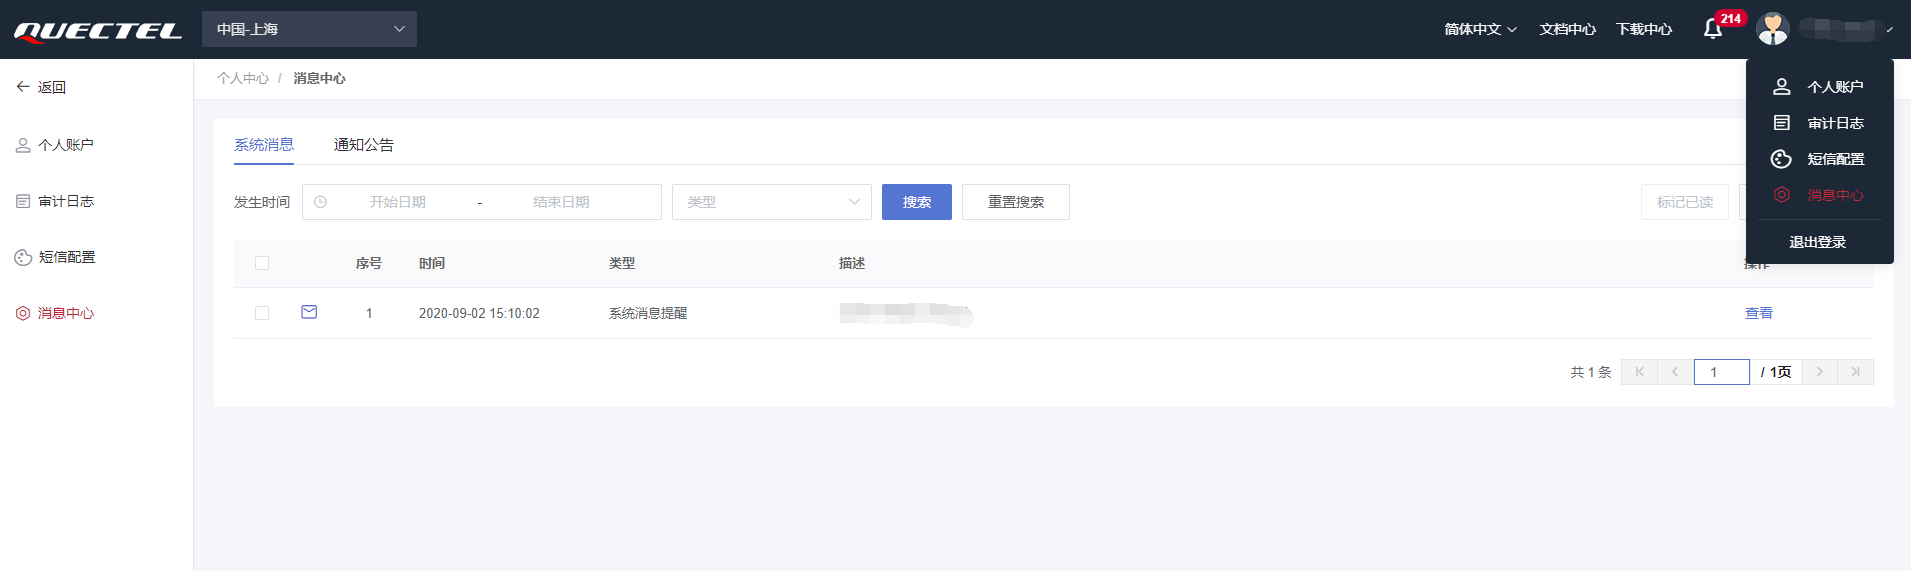 QUECTEL 中国-上海 简体中文 文档中心 下载中心 214
返回
个人中心 / 消息中心
个人账户
审计日志
短信配置
消息中心
系统消息 通知公告
发生时间 开始日期 - 结束日期 类型 搜索 重置搜索 标记已读
序号 时间 类型 描述 操作
1 2020-09-02 15:10:02 系统消息提醒 查看
共 1 条 1 / 1页
个人账户
审计日志
短信配置
消息中心
退出登录